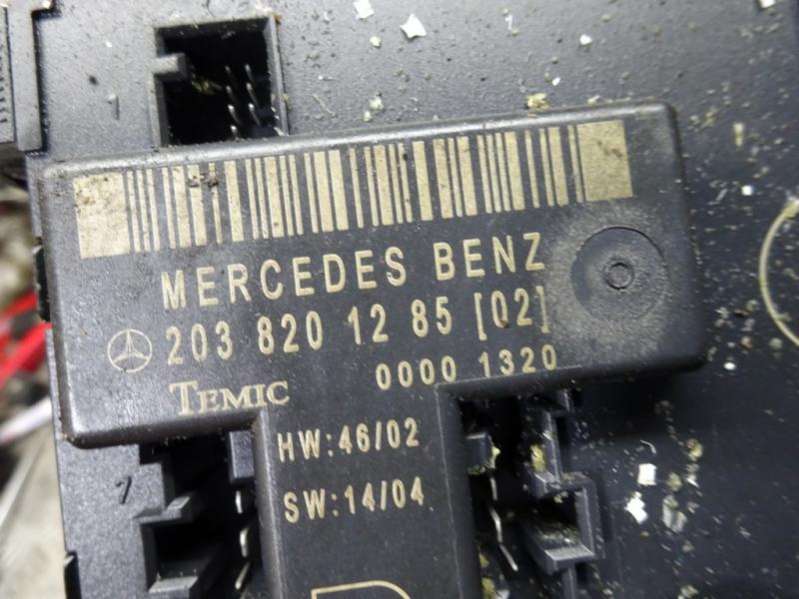 MERCEDES BENZ
203 820 12 85 [02]
TEMIC 0000 1320
HW:46/02
SW:14/04